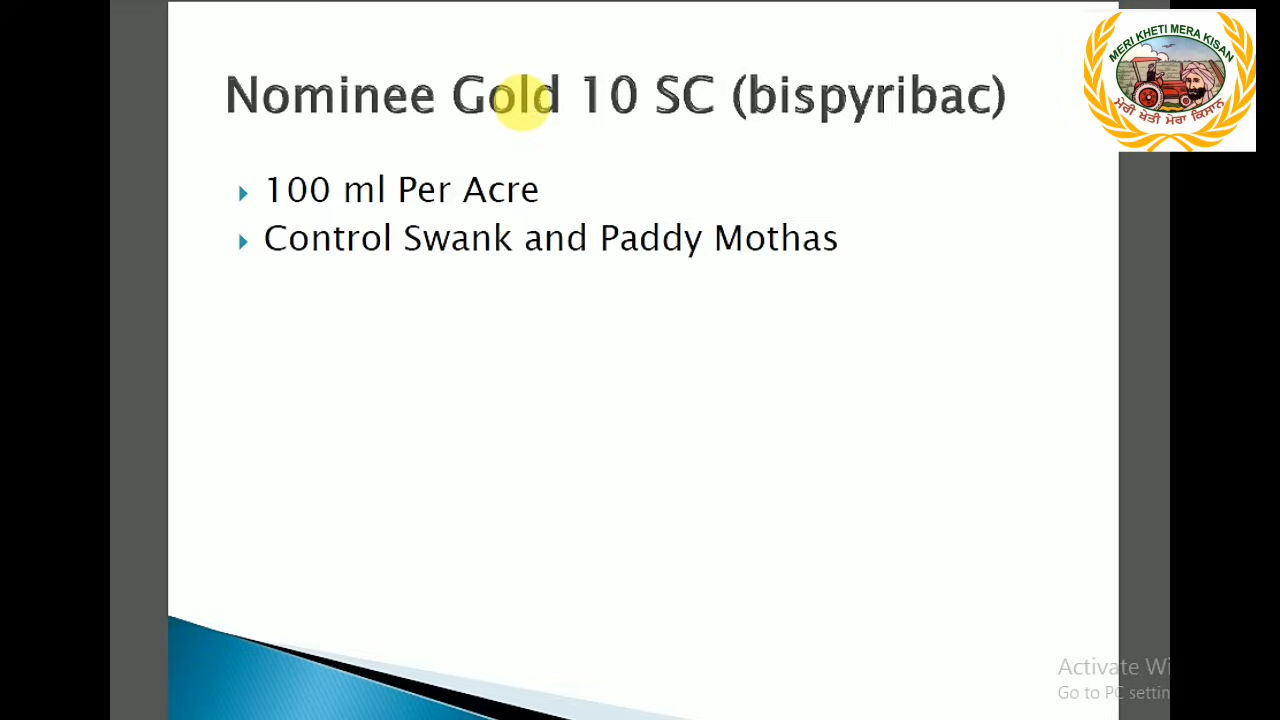 Nominee Gold 10 SC (bispyribac)
100 ml Per Acre
Control Swank and Paddy Mothas
MERI KHETI MERA KISAN
ਮੇਰੀ ਖੇਤੀ ਮੇਰਾ ਕਿਸਾਨ
Activate Wi
Go to PC settin